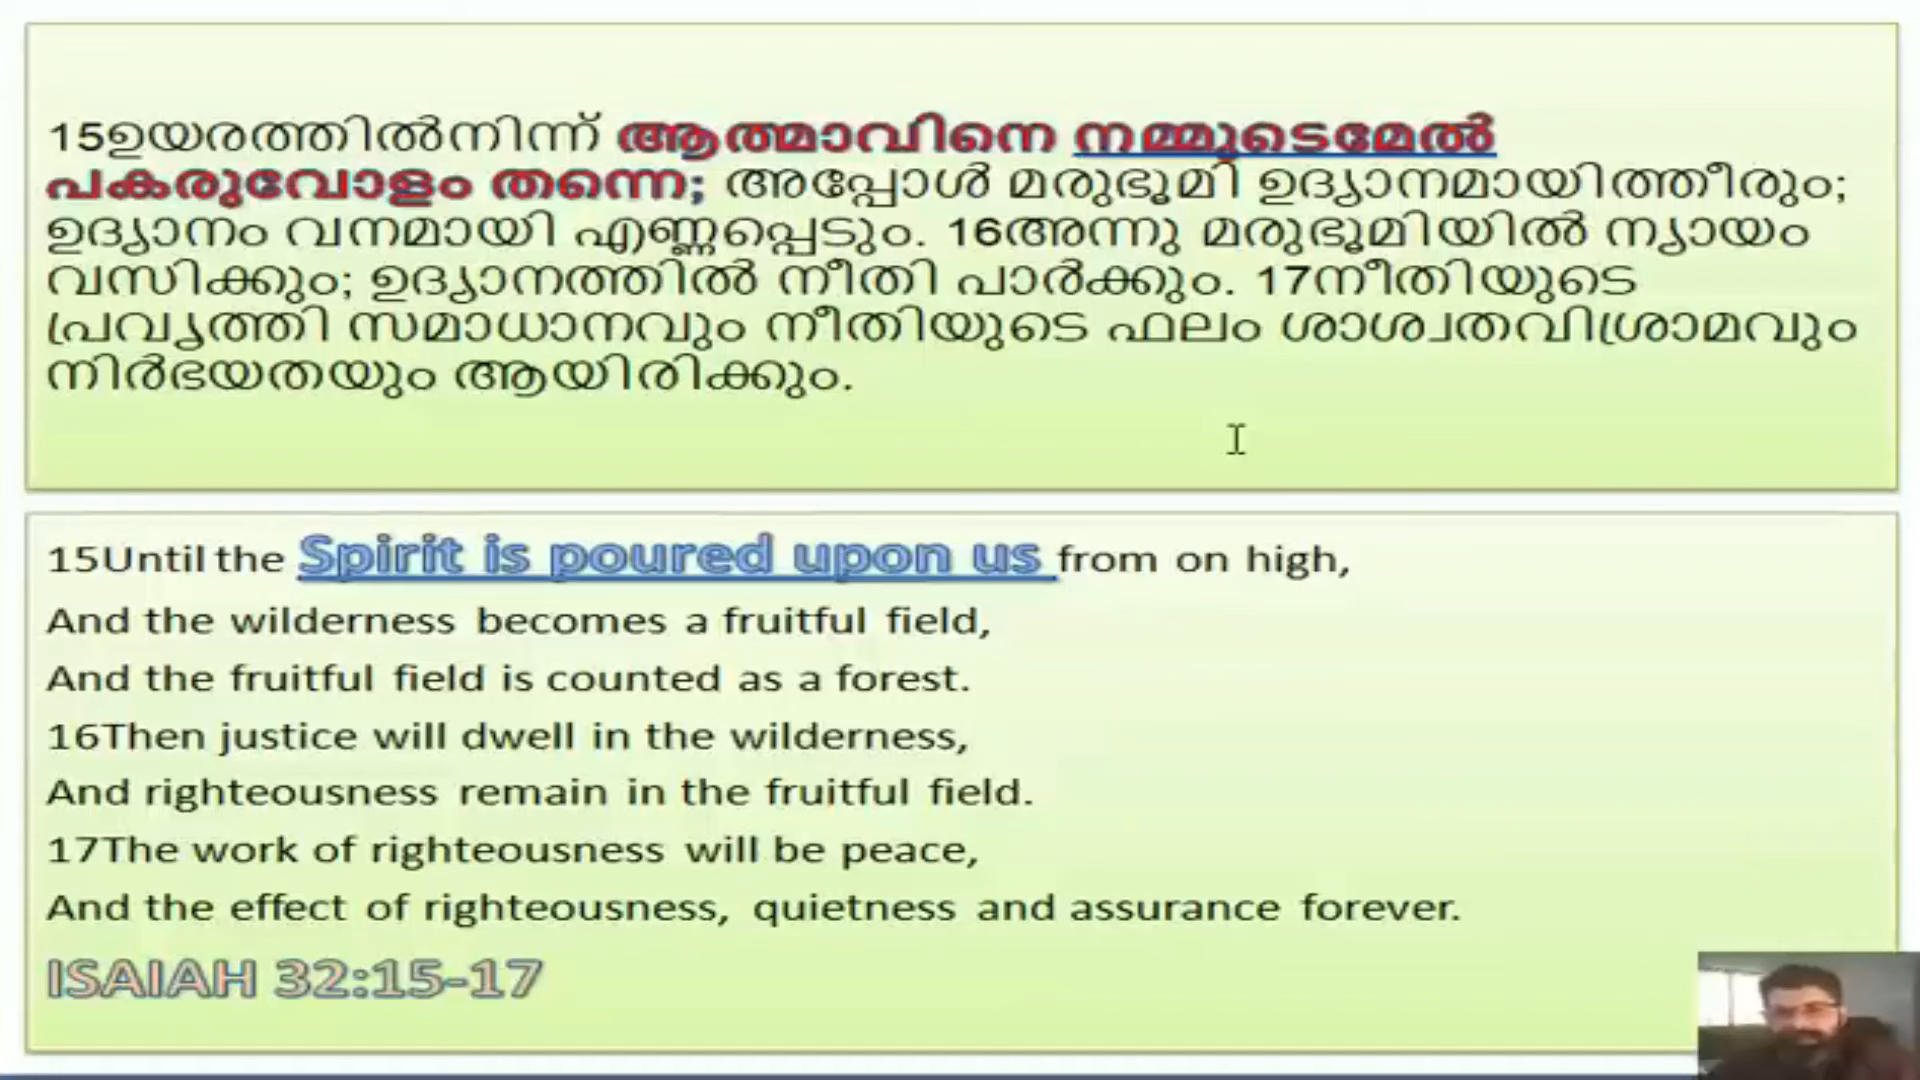 15ഉയരത്തിൽനിന്ന് ആത്മാവിനെ നമ്മുടെമേൽ
പകരുവോളം തന്നെ; അപ്പോൾ മരുഭൂമി ഉദ്യാനമായിത്തീരും;
ഉദ്യാനം വനമായി എണ്ണപ്പെടും. 16അന്നു മരുഭൂമിയിൽ ന്യായം
വസിക്കും; ഉദ്യാനത്തിൽ നീതി പാർക്കും. 17നീതിയുടെ
പ്രവൃത്തി സമാധാനവും നീതിയുടെ ഫലം ശാശ്വതവിശ്രാമവും
നിർഭയതയും ആയിരിക്കും.
15Until the Spirit is poured upon us from on high,
And the wilderness becomes a fruitful field,
And the fruitful field is counted as a forest.
16Then justice will dwell in the wilderness,
And righteousness remain in the fruitful field.
17The work of righteousness will be peace,
And the effect of righteousness, quietness and assurance forever.
ISAIAH 32:15-17